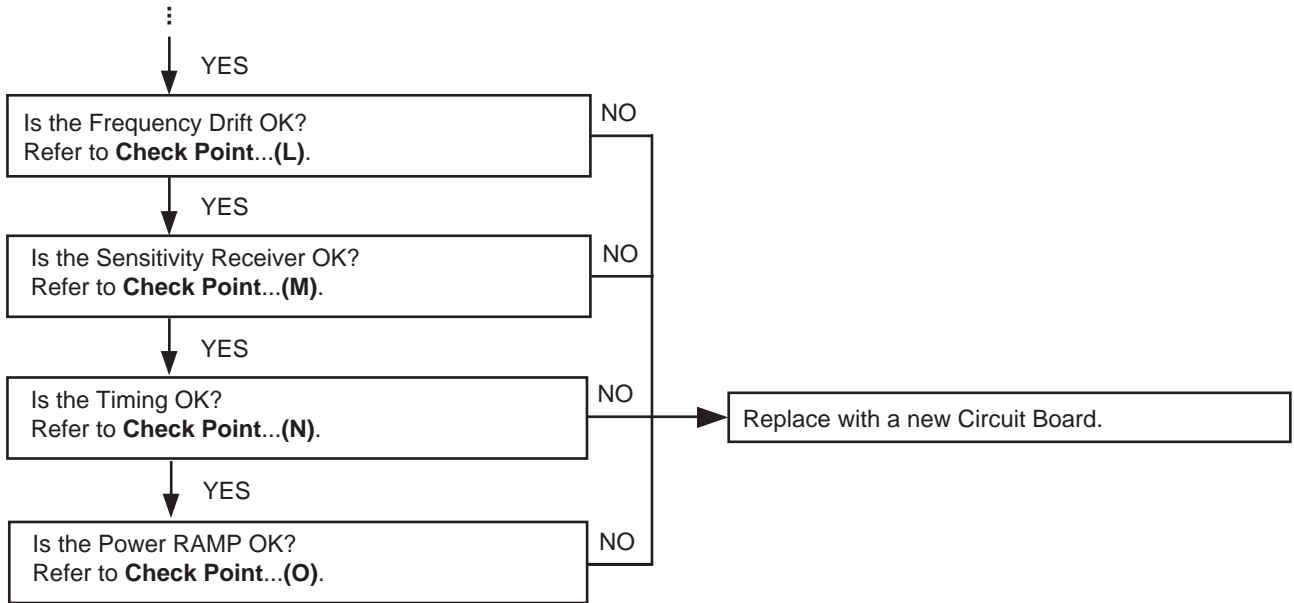 YES
Is the Frequency Drift OK?
Refer to Check Point...(L).
NO
YES
Is the Sensitivity Receiver OK?
Refer to Check Point...(M).
NO
YES
Is the Timing OK?
Refer to Check Point...(N).
NO
Replace with a new Circuit Board.
YES
Is the Power RAMP OK?
Refer to Check Point...(O).
NO